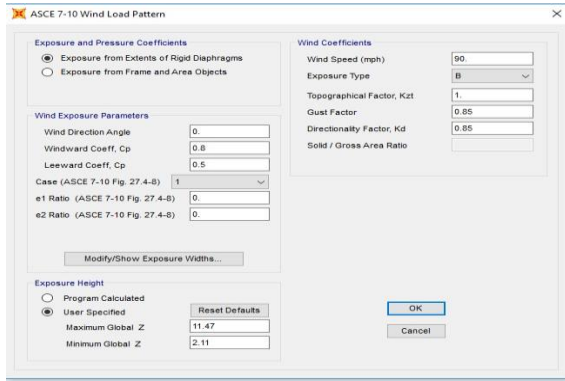 ASCE 7-10 Wind Load Pattern
Exposure and Pressure Coefficients
Exposure from Extents of Rigid Diaphragms
Exposure from Frame and Area Objects
Wind Exposure Parameters
Wind Direction Angle 0.
Windward Coeff, Cp 0.8
Leeward Coeff, Cp 0.5
Case (ASCE 7-10 Fig. 27.4-8) 1
e1 Ratio (ASCE 7-10 Fig. 27.4-8) 0.
e2 Ratio (ASCE 7-10 Fig. 27.4-8) 0.
Modify/Show Exposure Widths...
Exposure Height
Program Calculated
User Specified Reset Defaults
Maximum Global Z 11.47
Minimum Global Z 2.11
Wind Coefficients
Wind Speed (mph) 90.
Exposure Type B
Topographical Factor, Kzt 1.
Gust Factor 0.85
Directionality Factor, Kd 0.85
Solid / Gross Area Ratio
OK
Cancel